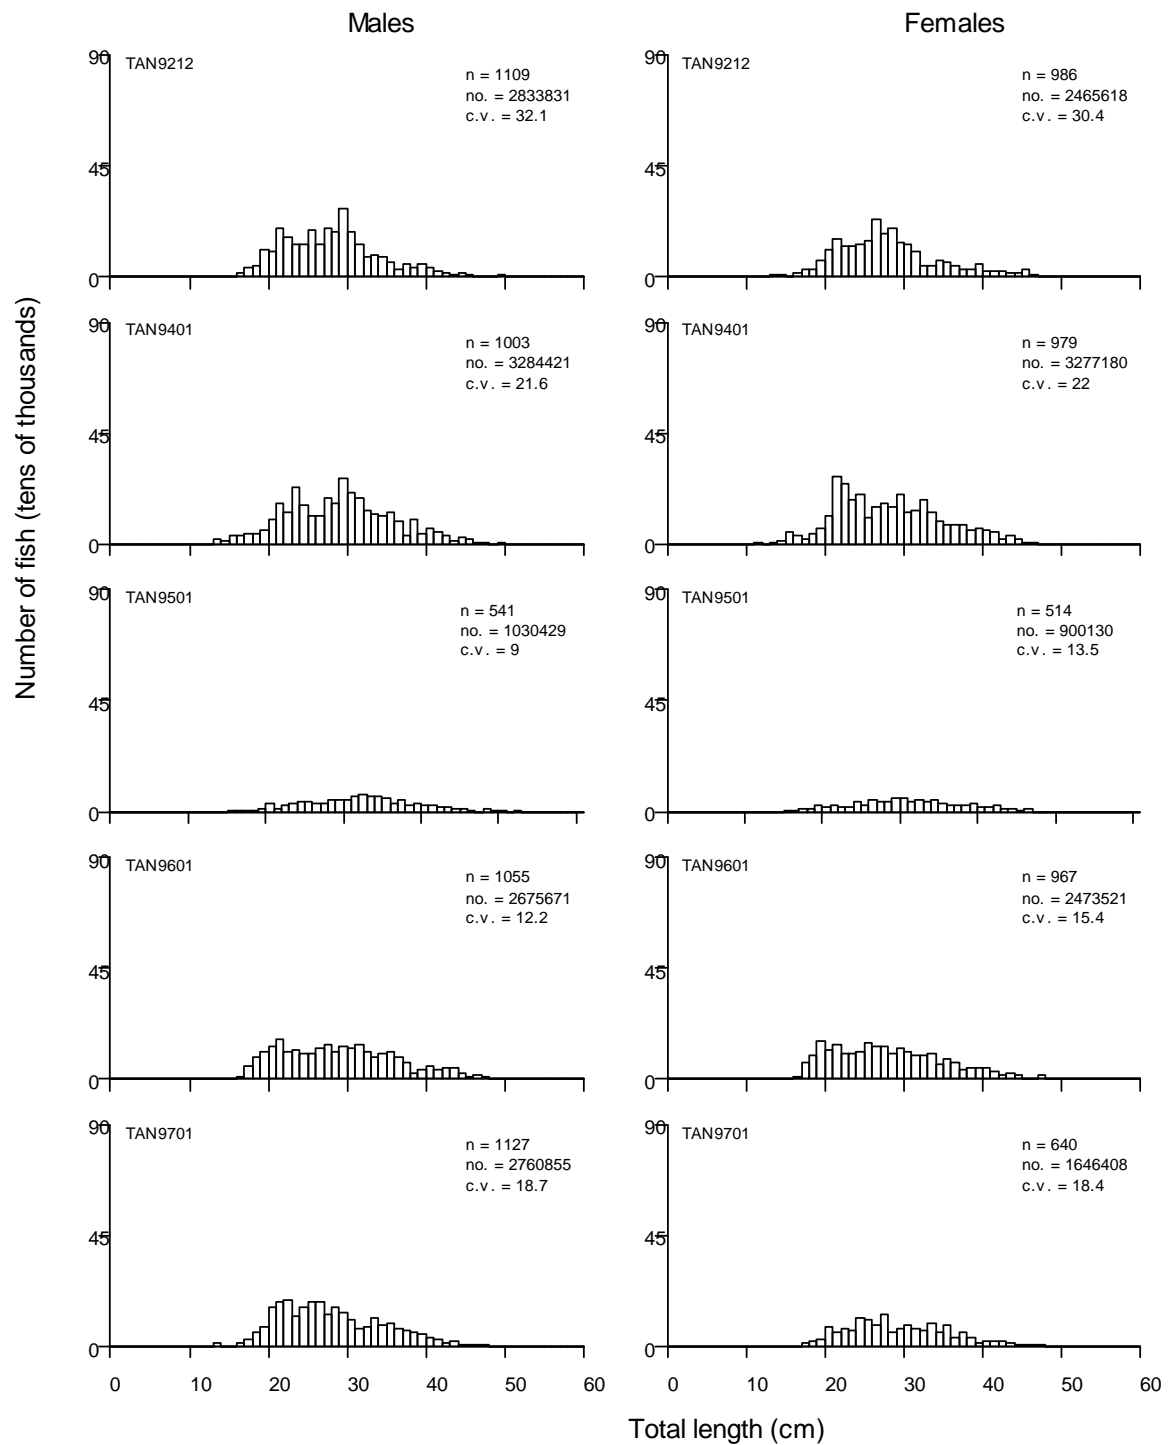 Males
Females
Number of fish (tens of thousands)
90
45
0
TAN9212
n = 1109
no. = 2833831
c.v. = 32.1
90
45
0
TAN9212
n = 986
no. = 2465618
c.v. = 30.4
90
45
0
TAN9401
n = 1003
no. = 3284421
c.v. = 21.6
90
45
0
TAN9401
n = 979
no. = 3277180
c.v. = 22
90
45
0
TAN9501
n = 541
no. = 1030429
c.v. = 9
90
45
0
TAN9501
n = 514
no. = 900130
c.v. = 13.5
90
45
0
TAN9601
n = 1055
no. = 2675671
c.v. = 12.2
90
45
0
TAN9601
n = 967
no. = 2473521
c.v. = 15.4
90
45
0
TAN9701
n = 1127
no. = 2760855
c.v. = 18.7
90
45
0
TAN9701
n = 640
no. = 1646408
c.v. = 18.4
0 10 20 30 40 50 60
0 10 20 30 40 50 60
Total length (cm)